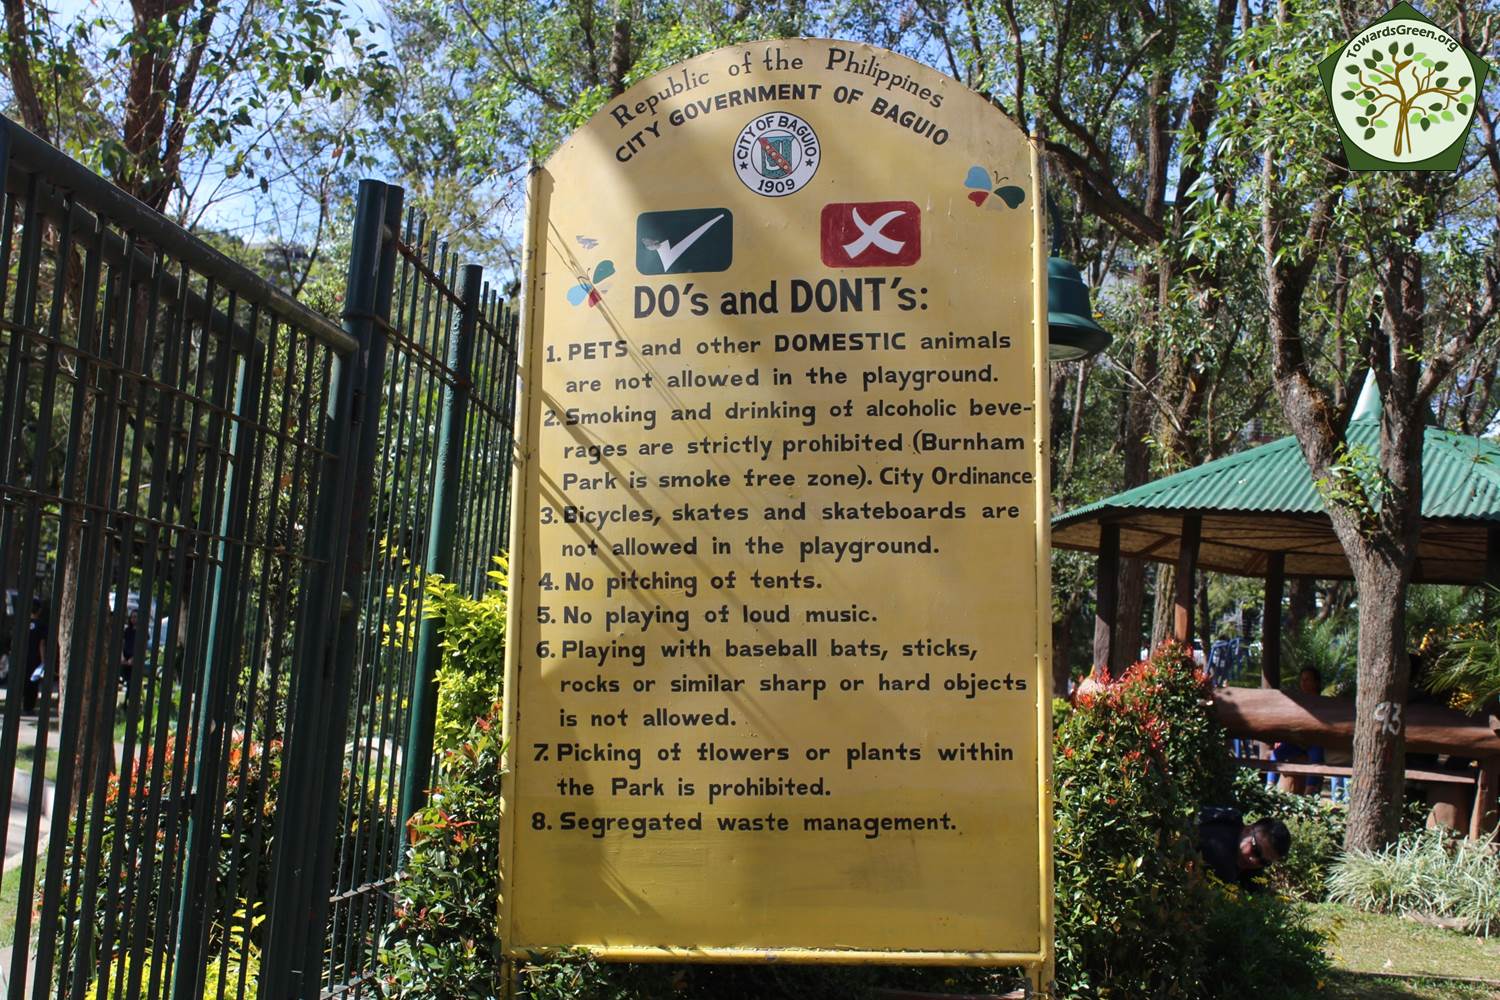 Republic of the Philippines
CITY GOVERNMENT OF BAGUIO
CITY OF BAGUIO
1909
DO's and DONT's:
1. PETS and other DOMESTIC animals
are not allowed in the playground.
2. Smoking and drinking of alcoholic beve-
rages are strictly prohibited (Burnham
Park is smoke free zone). City Ordinance
3. Bicycles, skates and skateboards are
not allowed in the playground.
4. No pitching of tents.
5. No playing of loud music.
6. Playing with baseball bats, sticks,
rocks or similar sharp or hard objects
is not allowed.
7. Picking of flowers or plants within
the Park is prohibited.
8. Segregated waste management.
TowardsGreen.org
93